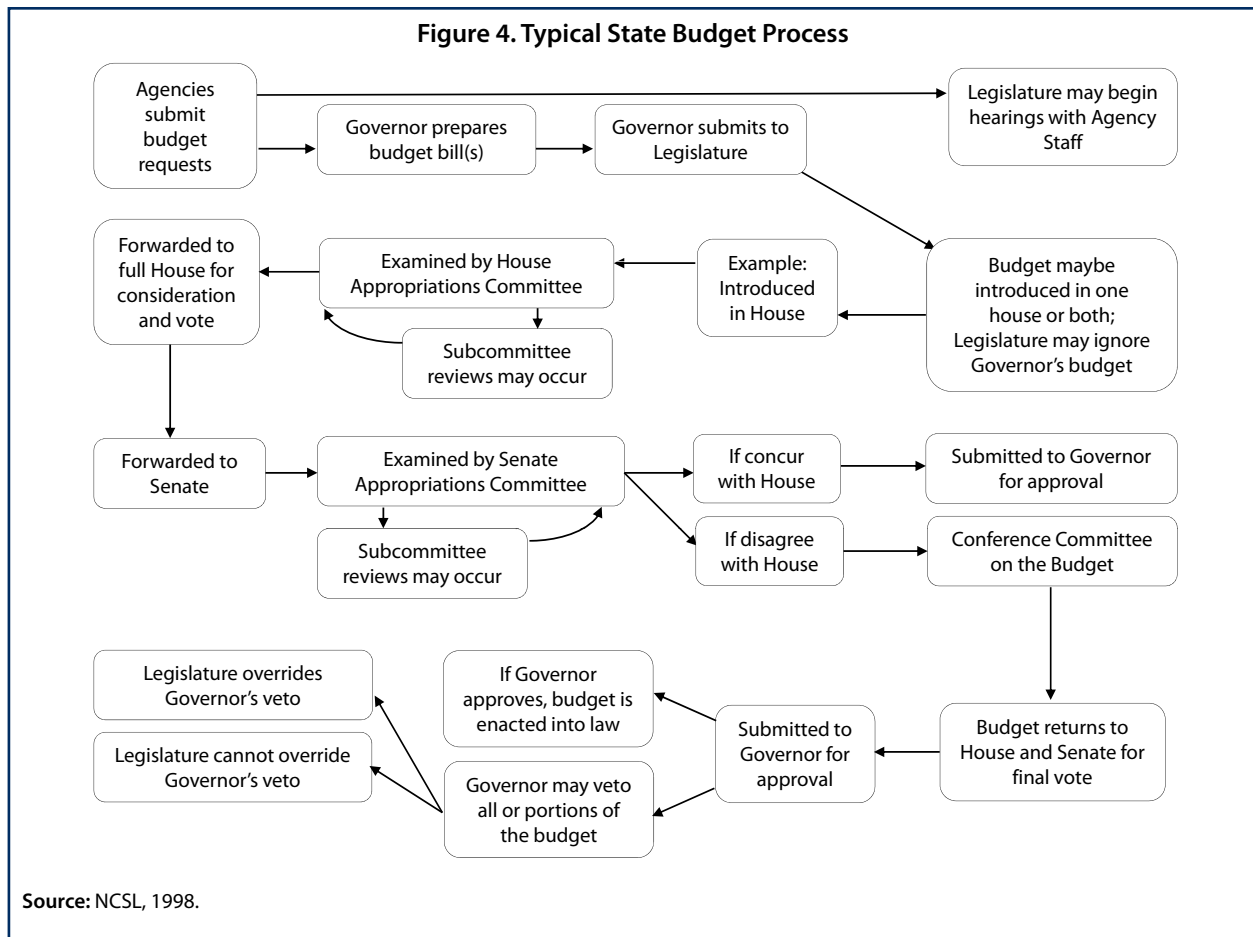 Figure 4. Typical State Budget Process
Agencies
submit
budget
requests
Governor prepares
budget bill(s)
Governor submits to
Legislature
Legislature may begin
hearings with Agency
Staff
Budget maybe
introduced in one
house or both;
Legislature may ignore
Governor’s budget
Example:
Introduced
in House
Examined by House
Appropriations Committee
Subcommittee
reviews may occur
Forwarded to
full House for
consideration
and vote
Forwarded to
Senate
Examined by Senate
Appropriations Committee
Subcommittee
reviews may occur
If concur
with House
Submitted to Governor
for approval
If disagree
with House
Conference Committee
on the Budget
Budget returns to
House and Senate for
final vote
Submitted to
Governor for
approval
If Governor
approves, budget is
enacted into law
Governor may veto
all or portions of
the budget
Legislature overrides
Governor’s veto
Legislature cannot override
Governor’s veto
Source: NCSL, 1998.